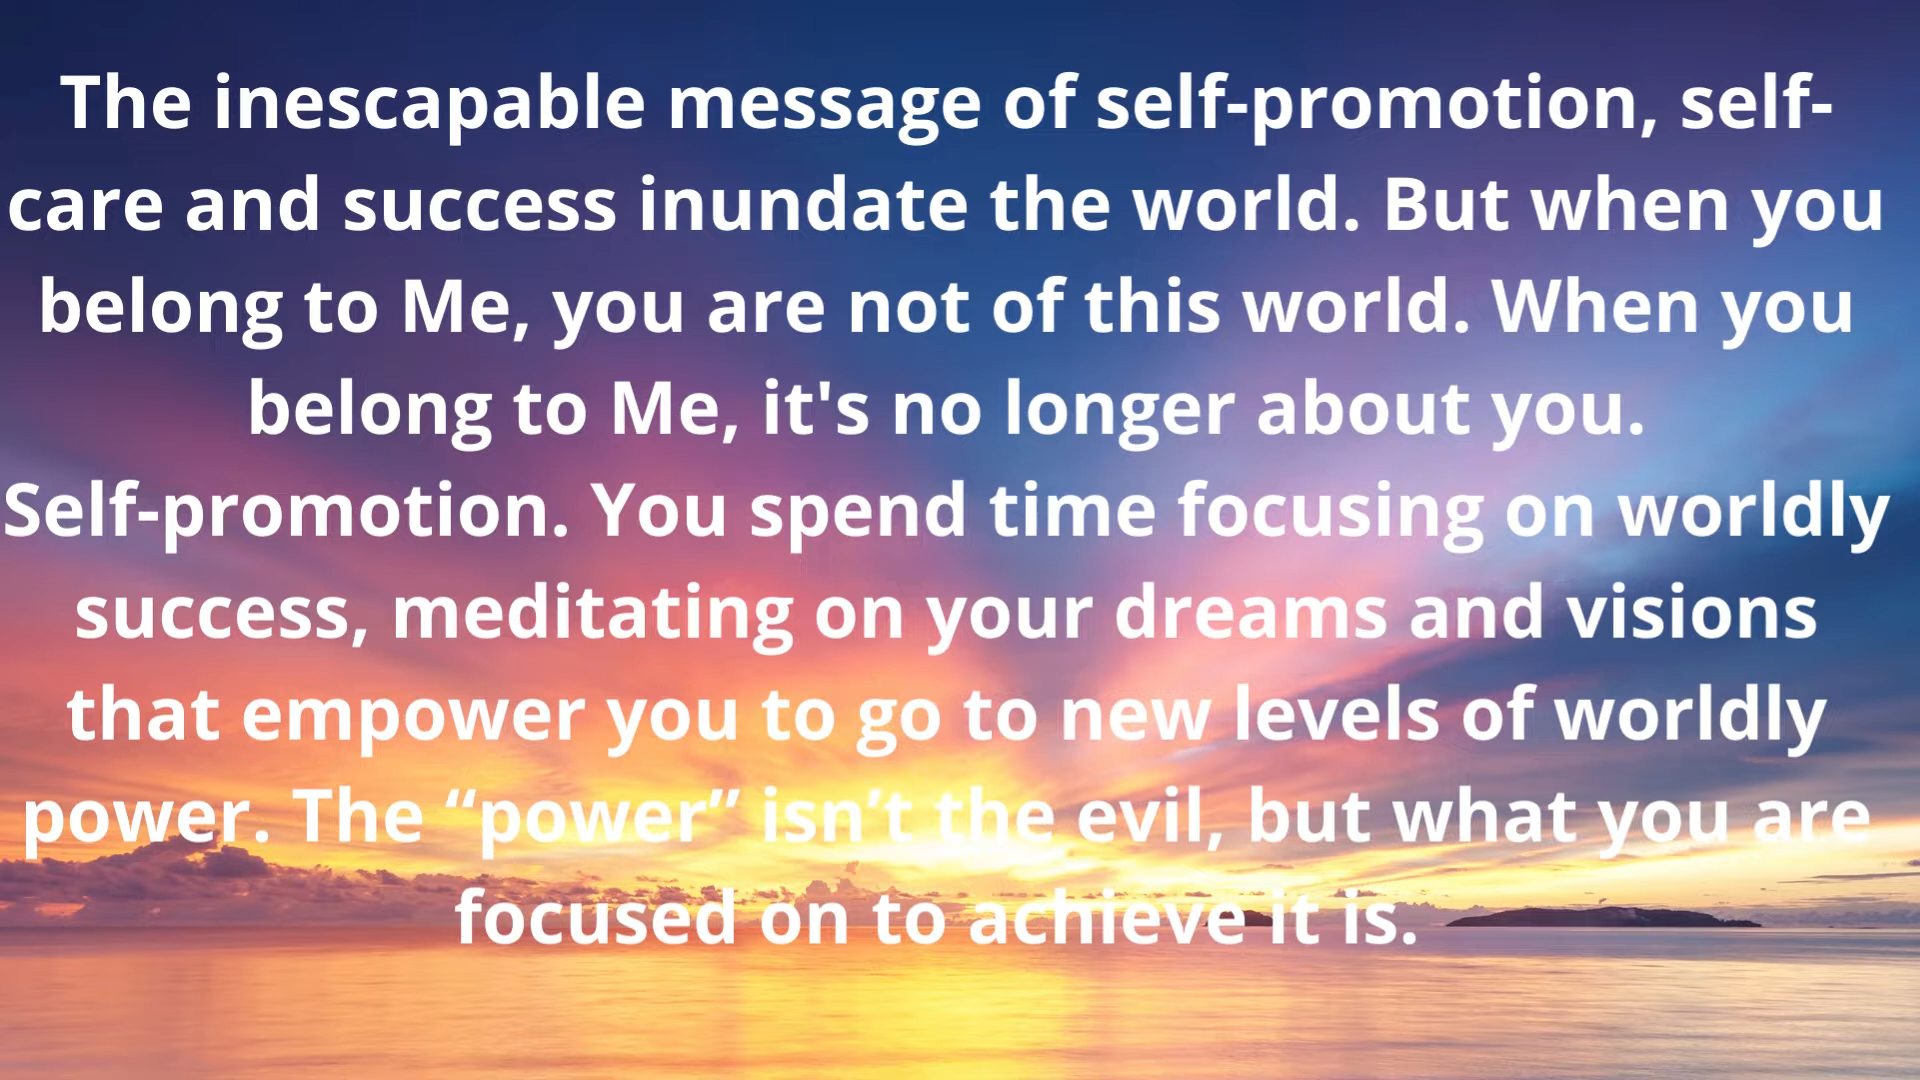 The inescapable message of self-promotion, self-
care and success inundate the world. But when you
belong to Me, you are not of this world. When you
belong to Me, it's no longer about you.
Self-promotion. You spend time focusing on worldly
success, meditating on your dreams and visions
that empower you to go to new levels of worldly
power. The “power” isn’t the evil, but what you are
focused on to achieve it is.